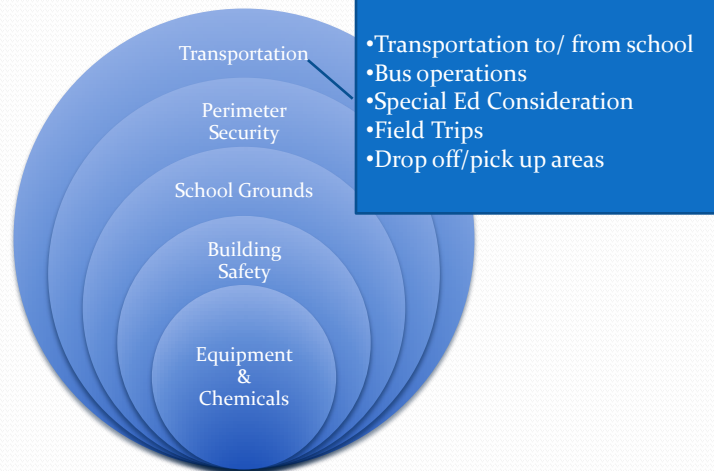 Transportation
Perimeter
Security
School Grounds
Building
Safety
Equipment
&
Chemicals
•Transportation to/ from school
•Bus operations
•Special Ed Consideration
•Field Trips
•Drop off/pick up areas